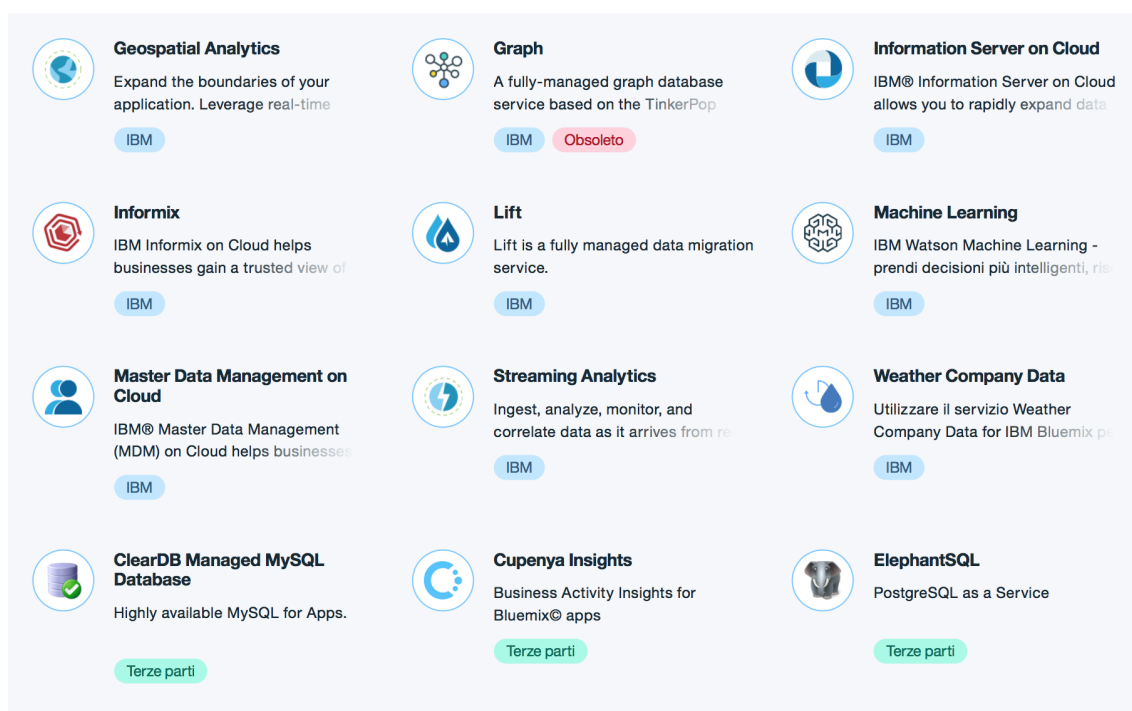 Geospatial Analytics
Expand the boundaries of your
application. Leverage real-time
IBM
Graph
A fully-managed graph database
service based on the TinkerPop
IBM
Obsoleto
Information Server on Cloud
IBM® Information Server on Cloud
allows you to rapidly expand data
IBM
Informix
IBM Informix on Cloud helps
businesses gain a trusted view of
IBM
Lift
Lift is a fully managed data migration
service.
IBM
Machine Learning
IBM Watson Machine Learning -
prendi decisioni più intelligenti, ris
IBM
Master Data Management on
Cloud
IBM® Master Data Management
(MDM) on Cloud helps businesses
IBM
Streaming Analytics
Ingest, analyze, monitor, and
correlate data as it arrives from re
IBM
Weather Company Data
Utilizzare il servizio Weather
Company Data for IBM Bluemix pe
IBM
ClearDB Managed MySQL
Database
Highly available MySQL for Apps.
Terze parti
Cupenya Insights
Business Activity Insights for
Bluemix© apps
Terze parti
ElephantSQL
PostgreSQL as a Service
Terze parti